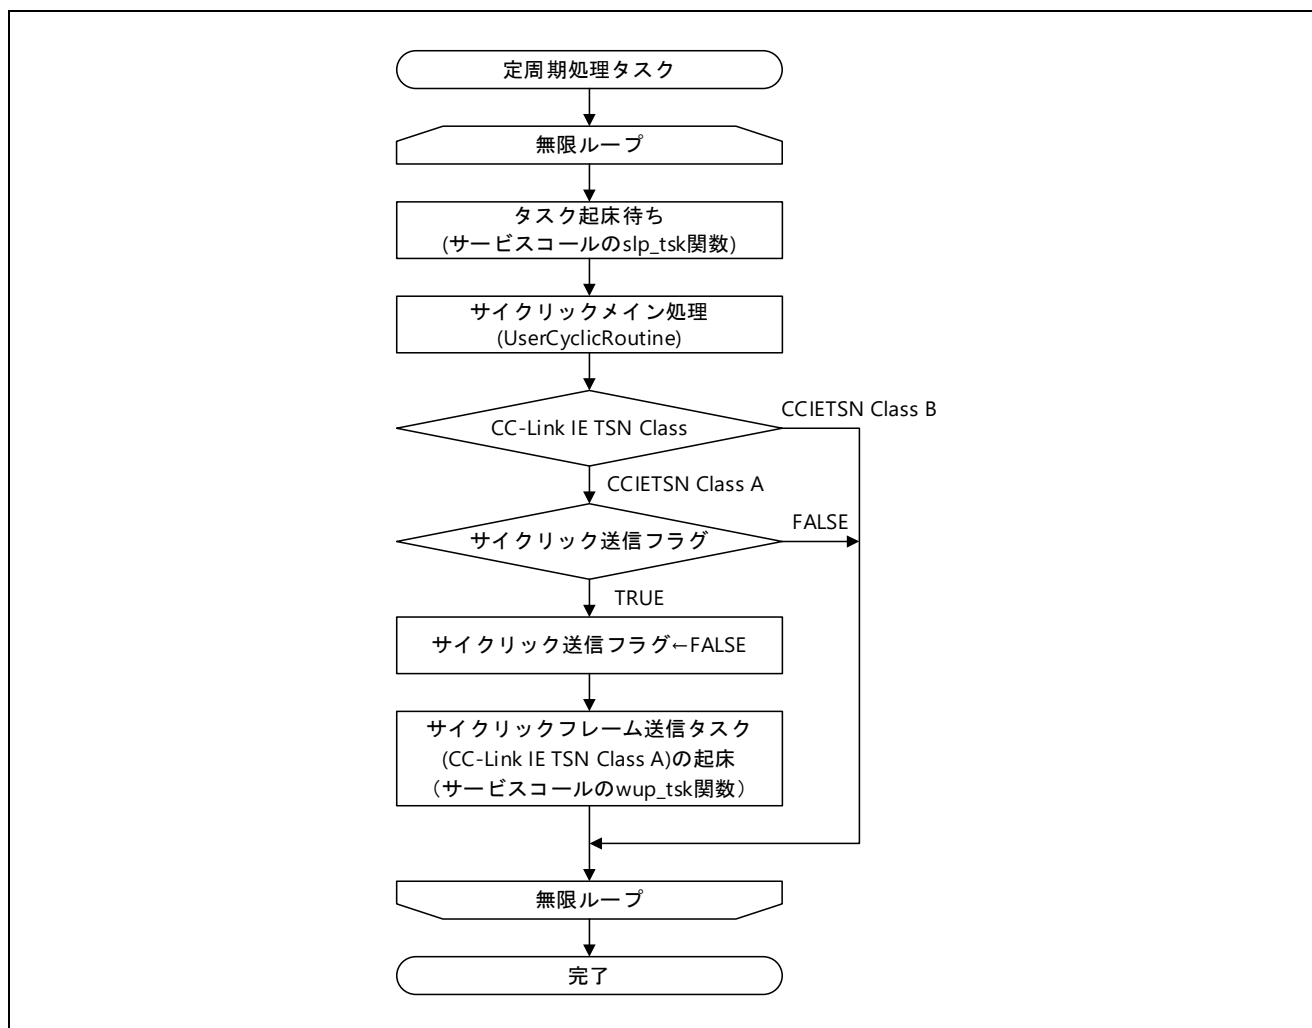 定周期処理タスク
無限ループ
タスク起床待ち
(サービスコールのslp_tsk関数)
サイクリックメイン処理
(UserCyclicRoutine)
CCIETSN Class B
CC-Link IE TSN Class
CCIETSN Class A
FALSE
サイクリック送信フラグ
TRUE
サイクリック送信フラグ←FALSE
サイクリックフレーム送信タスク
(CC-Link IE TSN Class A)の起床
（サービスコールのwup_tsk関数）
無限ループ
完了